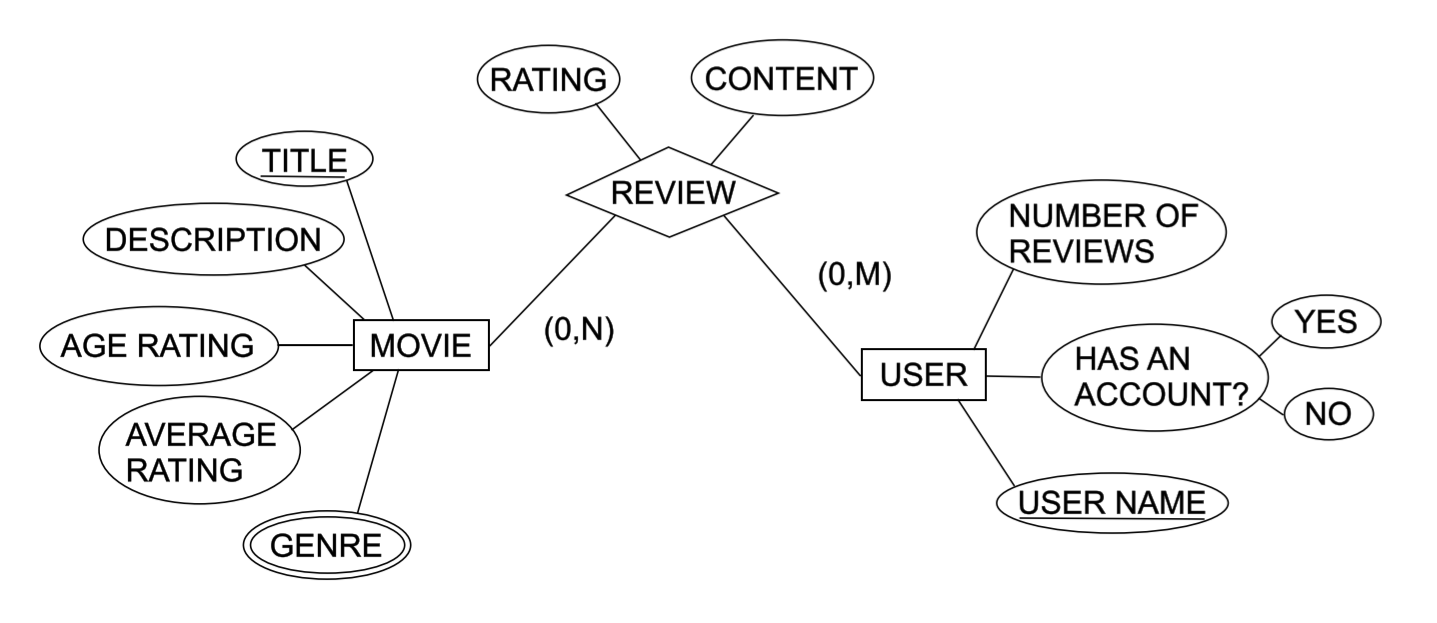 RATING
CONTENT
TITLE
REVIEW
DESCRIPTION
NUMBER OF
REVIEWS
(0,M)
(0,N)
AGE RATING
MOVIE
YES
HAS AN
ACCOUNT?
USER
NO
AVERAGE
RATING
USER NAME
GENRE